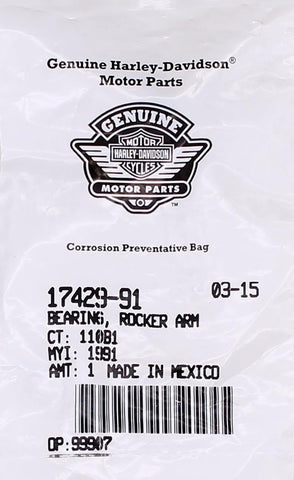 Genuine Harley-Davidson®
Motor Parts
GENUINE
MOTOR
HARLEY-DAVIDSON
CYCLES
MOTOR PARTS
™
Corrosion Preventative Bag
17429-91 03-15
BEARING, ROCKER ARM
CT: 110B1
MYI: 1991
AMT: 1 MADE IN MEXICO
OP:99907